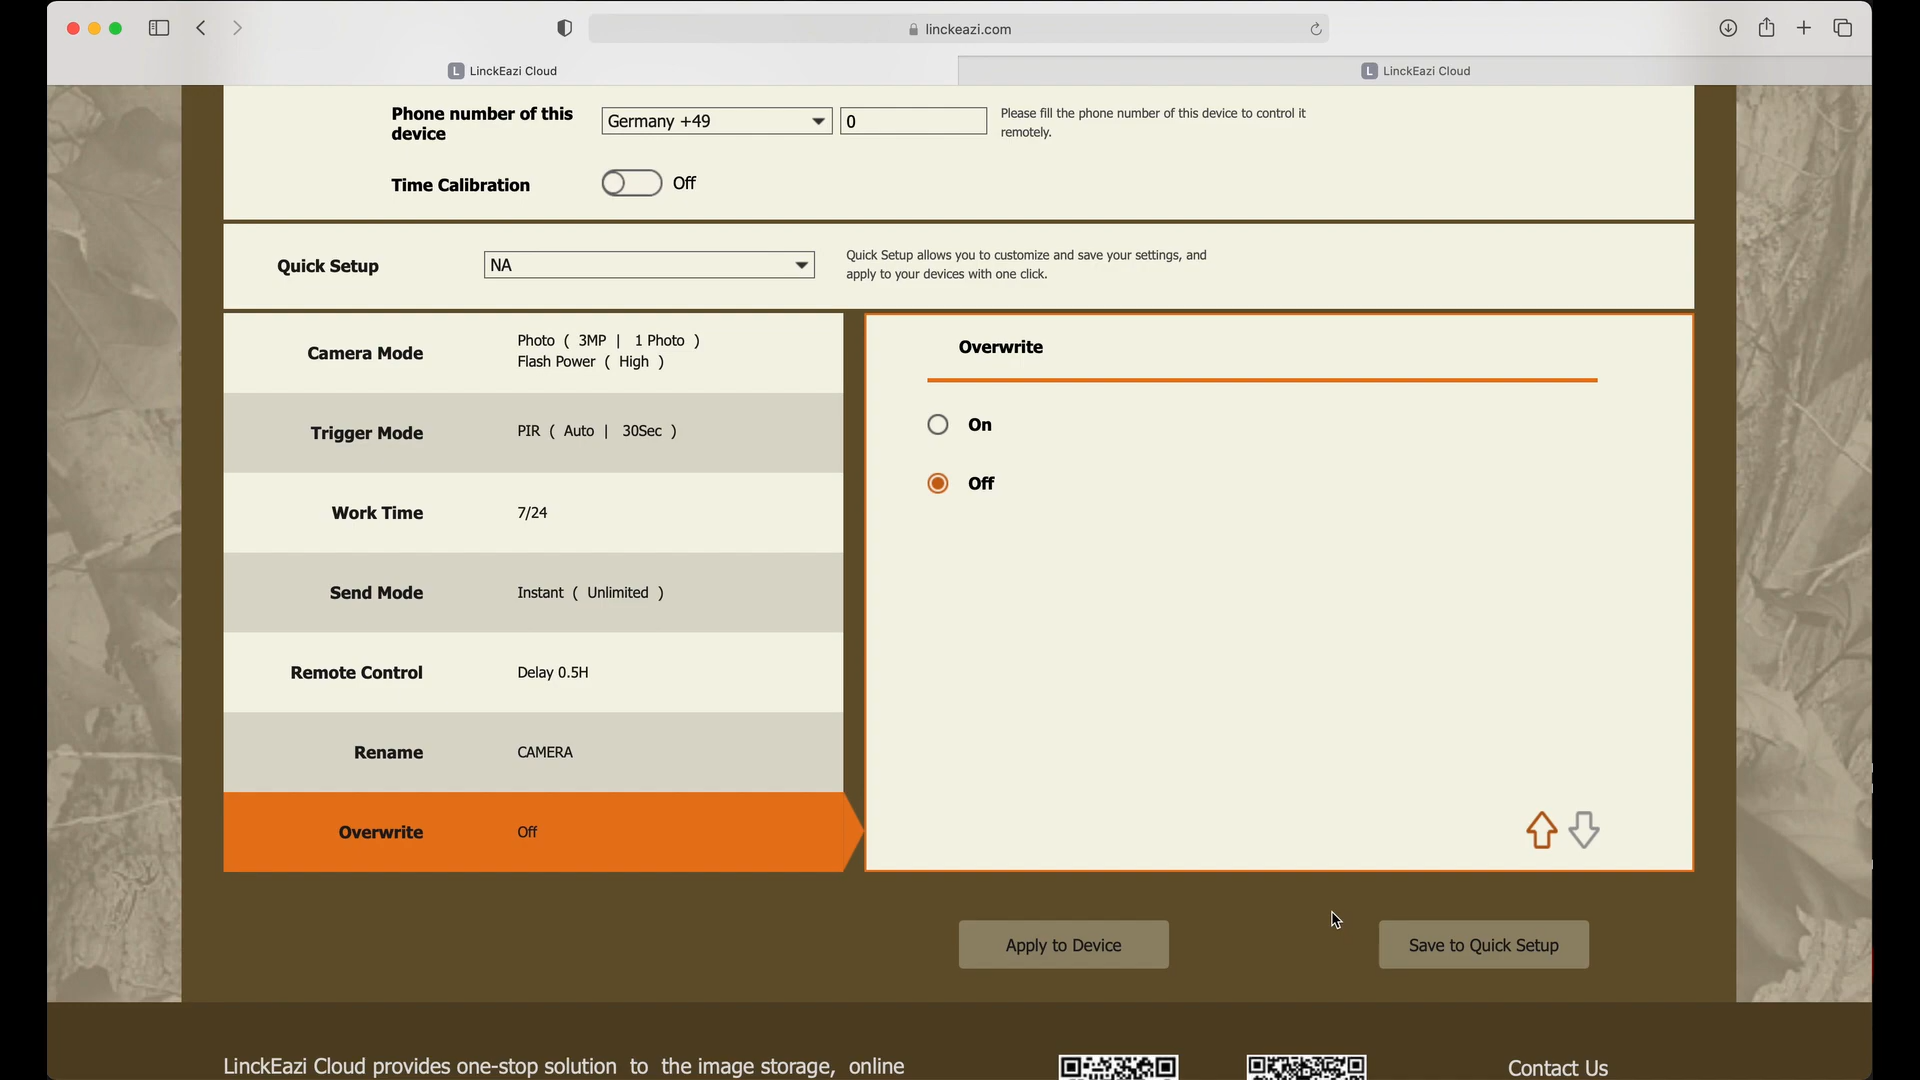 linckeazi.com
L LinckEazi Cloud
L LinckEazi Cloud
Phone number of this
device
Germany +49
0
Please fill the phone number of this device to control it
remotely.
Time Calibration
Off
Quick Setup
NA
Quick Setup allows you to customize and save your settings, and
apply to your devices with one click.
Camera Mode
Photo ( 3MP | 1 Photo )
Flash Power ( High )
Trigger Mode
PIR ( Auto | 30Sec )
Work Time
7/24
Send Mode
Instant ( Unlimited )
Remote Control
Delay 0.5H
Rename
CAMERA
Overwrite
Off
Overwrite
On
Off
Apply to Device
Save to Quick Setup
LinckEazi Cloud provides one-stop solution to the image storage, online
Contact Us